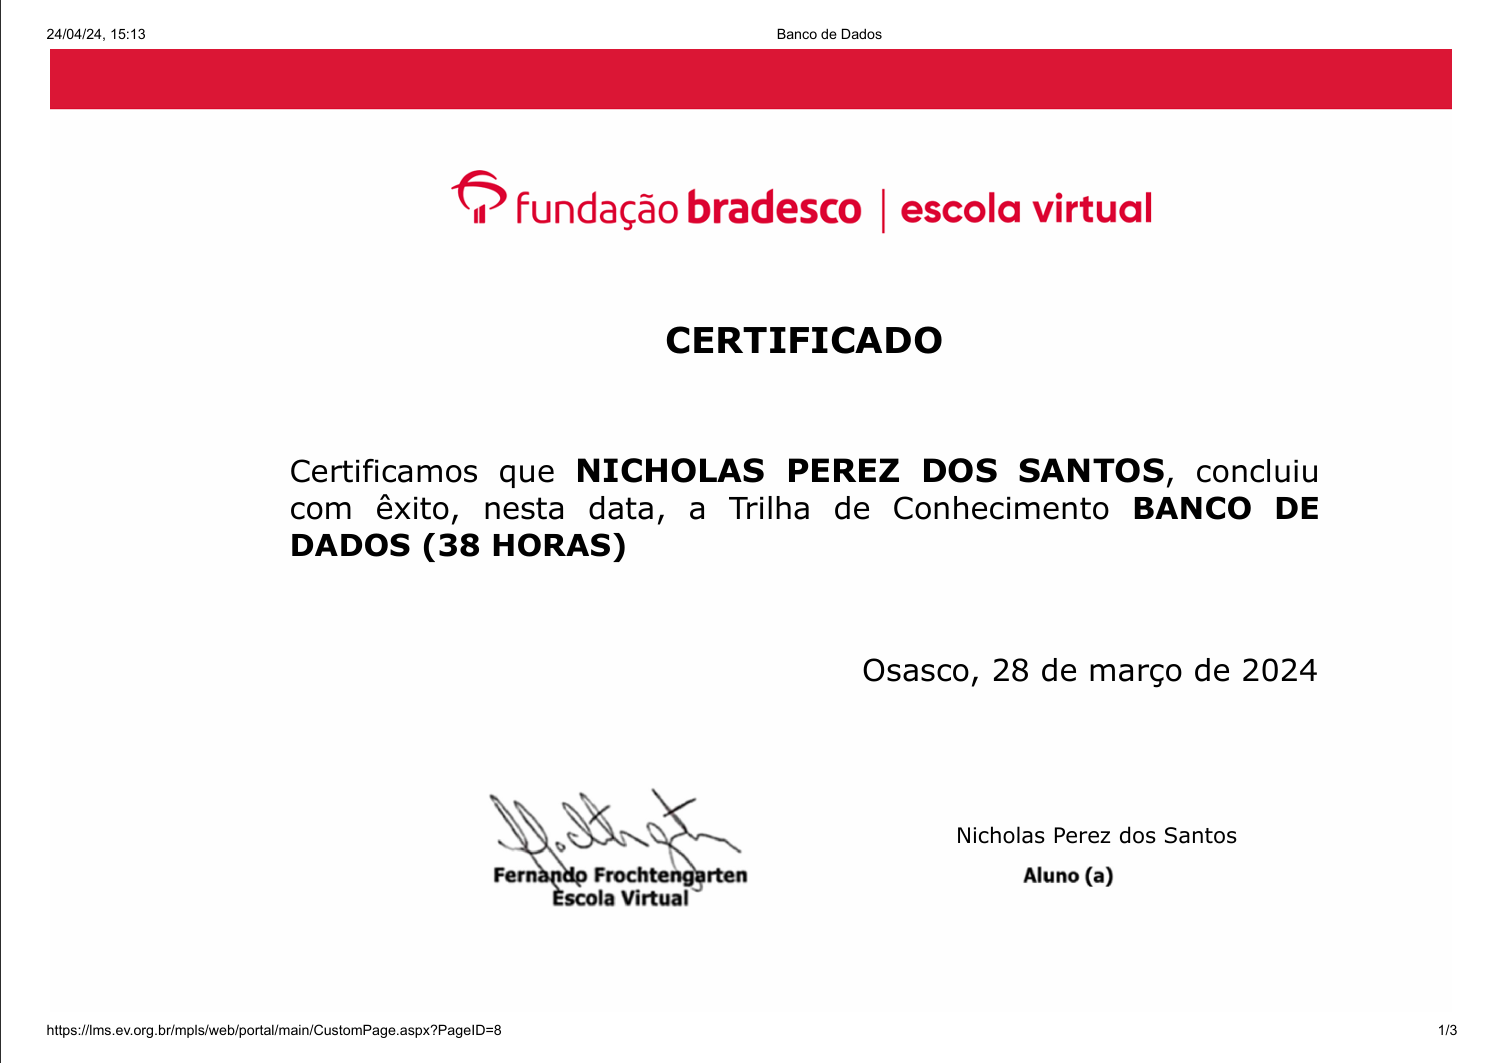 24/04/24, 15:13
Banco de Dados
fundação bradesco | escola virtual
CERTIFICADO
Certificamos que NICHOLAS PEREZ DOS SANTOS, concluiu
com êxito, nesta data, a Trilha de Conhecimento BANCO DE
DADOS (38 HORAS)
Osasco, 28 de março de 2024
Fernando Frochtengarten
Escola Virtual
Nicholas Perez dos Santos
Aluno (a)
https://lms.ev.org.br/mpls/web/portal/main/CustomPage.aspx?PageID=8
1/3